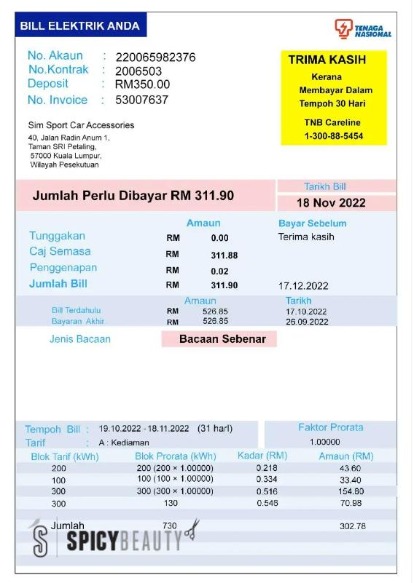 BILL ELEKTRIK ANDA
TENAGA
NASIONAL
No. Akaun : 220065982376
No.Kontrak : 2006503
Deposit : RM350.00
No. Invoice : 53007637
TRIMA KASIH
Kerana
Membayar Dalam
Tempoh 30 Hari
TNB Careline
1-300-88-5454
Sim Sport Car Accessories
40, Jalan Radin Anum 1,
Taman SRI Petaling,
57000 Kuala Lumpur,
Wilayah Pesekutuan
Jumlah Perlu Dibayar RM 311.90
Tarikh Bill
18 Nov 2022
Amaun Bayar Sebelum
Tunggakan RM 0.00 Terima kasih
Caj Semasa RM 311.88
Penggenapan RM 0.02
Jumlah Bill RM 311.90 17.12.2022
Amaun Tarikh
Bill Terdahulu RM 526.85 17.10.2022
Bayaran Akhir RM 526.85 26.09.2022
Jenis Bacaan Bacaan Sebenar
Tempoh Bill : 19.10.2022 - 18.11.2022 (31 hari) Faktor Prorata
Tarif : A : Kediaman 1.00000
Blok Tarif (kWh) Blok Prorata (kWh) Kadar (RM) Amaun (RM)
200 200 (200 × 1.00000) 0.218 43.60
100 100 (100 × 1.00000) 0.334 33.40
300 300 (300 × 1.00000) 0.516 154.80
300 130 0.546 70.98
Jumlah 730 302.78
SPICYBEAUTY